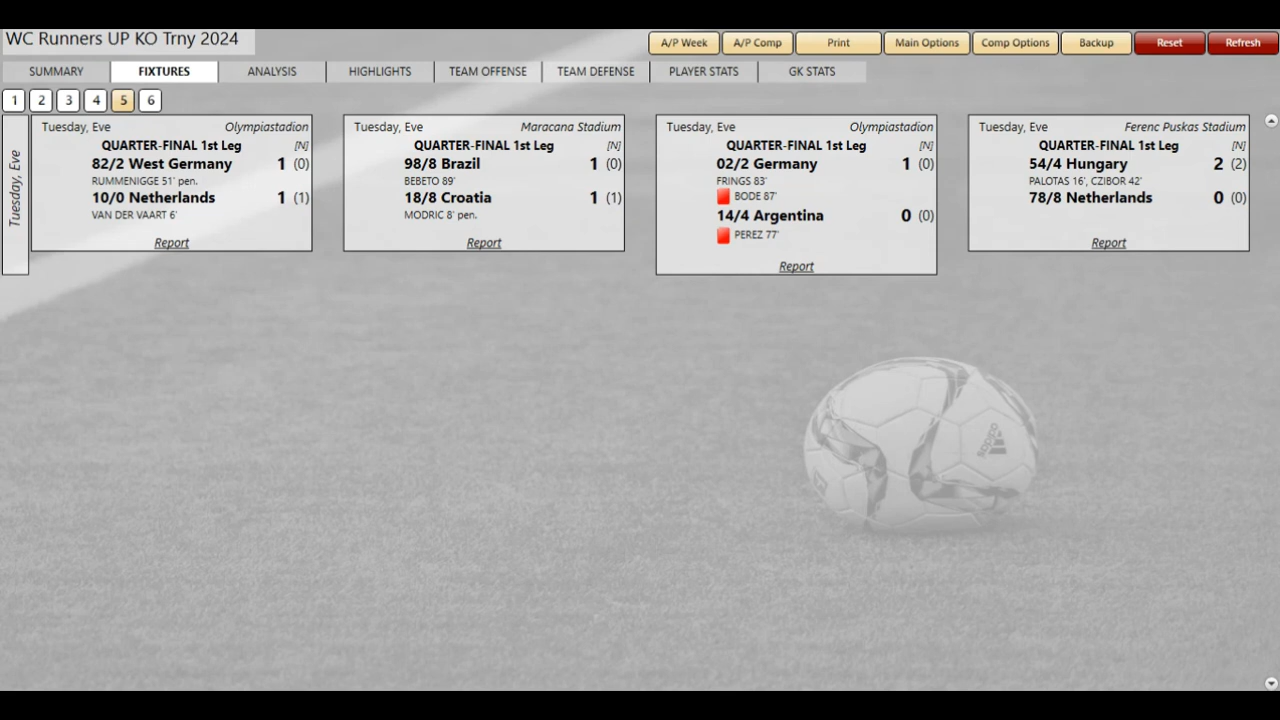 WC Runners UP KO Trny 2024
A/P Week A/P Comp Print Main Options Comp Options Backup Reset Refresh
SUMMARY FIXTURES ANALYSIS HIGHLIGHTS TEAM OFFENSE TEAM DEFENSE PLAYER STATS GK STATS
1 2 3 4 5 6
Tuesday, Eve
Tuesday, Eve Olympiastadion
QUARTER-FINAL 1st Leg [N]
82/2 West Germany 1 (0)
RUMMENIGGE 51' pen.
10/0 Netherlands 1 (1)
VAN DER VAART 6'
Report
Tuesday, Eve Maracana Stadium
QUARTER-FINAL 1st Leg [N]
98/8 Brazil 1 (0)
BEBETO 89'
18/8 Croatia 1 (1)
MODRIC 8' pen.
Report
Tuesday, Eve Olympiastadion
QUARTER-FINAL 1st Leg [N]
02/2 Germany 1 (0)
FRINGS 83'
BODE 87'
14/4 Argentina 0 (0)
PEREZ 77'
Report
Tuesday, Eve Ferenc Puskas Stadium
QUARTER-FINAL 1st Leg [N]
54/4 Hungary 2 (2)
PALOTAS 16', CZIBOR 42'
78/8 Netherlands 0 (0)
Report
adidas